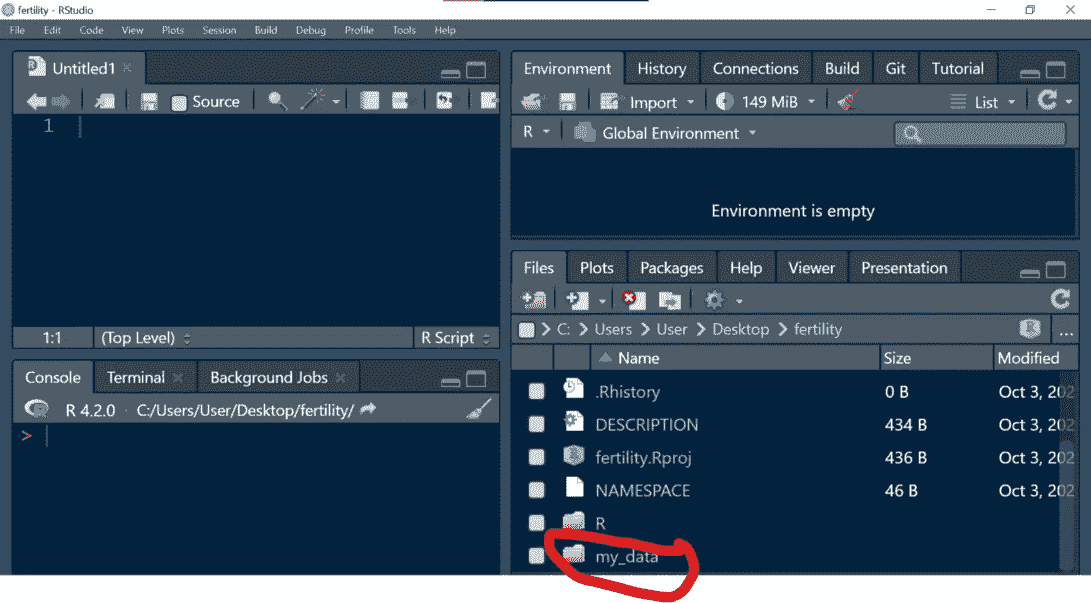 fertility - RStudio
File Edit Code View Plots Session Build Debug Profile Tools Help
Untitled1
Source
1
1:1 (Top Level) R Script
Console Terminal Background Jobs
R 4.2.0 · C:/Users/User/Desktop/fertility/
>
Environment History Connections Build Git Tutorial
Import 149 MiB List
R Global Environment
Environment is empty
Files Plots Packages Help Viewer Presentation
C: Users User Desktop fertility ...
Name Size Modified
.Rhistory 0 B Oct 3, 202
DESCRIPTION 434 B Oct 3, 202
fertility.Rproj 436 B Oct 3, 202
NAMESPACE 46 B Oct 3, 202
R
my_data